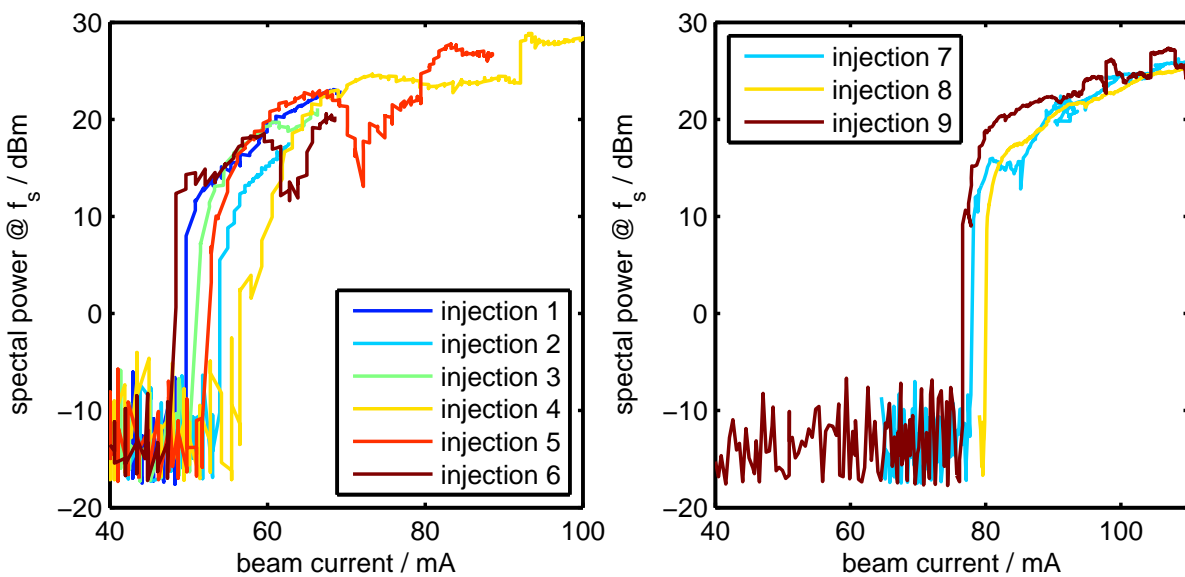 30
20
10
0
−10
−20
40
60
80
100
spectal power @ f_s / dBm
beam current / mA
injection 1
injection 2
injection 3
injection 4
injection 5
injection 6
30
20
10
0
−10
−20
40
60
80
100
spectal power @ f_s / dBm
beam current / mA
injection 7
injection 8
injection 9